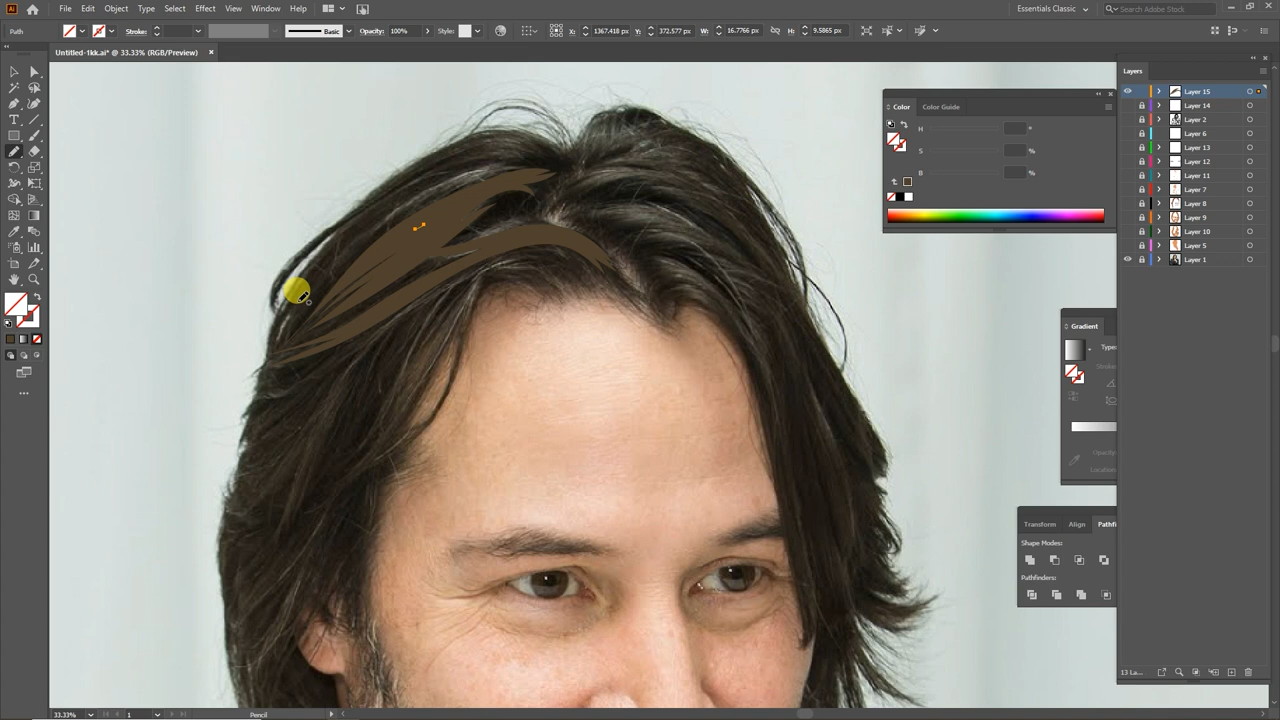 Ai File Edit Object Type Select Effect View Window Help
Essentials Classic
Search Adobe Stock
Path
Stroke:
Basic
Opacity: 100%
Style:
X: 1367.418 px
Y: 372.577 px
W: 16.7766 px
H: 9.5865 px
Untitled-1kk.ai* @ 33.33% (RGB/Preview) ×
Layers
Layer 15
Layer 14
Layer 2
Layer 6
Layer 13
Layer 12
Layer 11
Layer 7
Layer 8
Layer 9
Layer 10
Layer 5
Layer 1
Color Color Guide
H °
S %
B %
Gradient
Type:
Stroke:
Opacity:
Location:
Transform Align Pathfi
Shape Modes:
Pathfinders:
13 La...
33.33% 1 Pencil